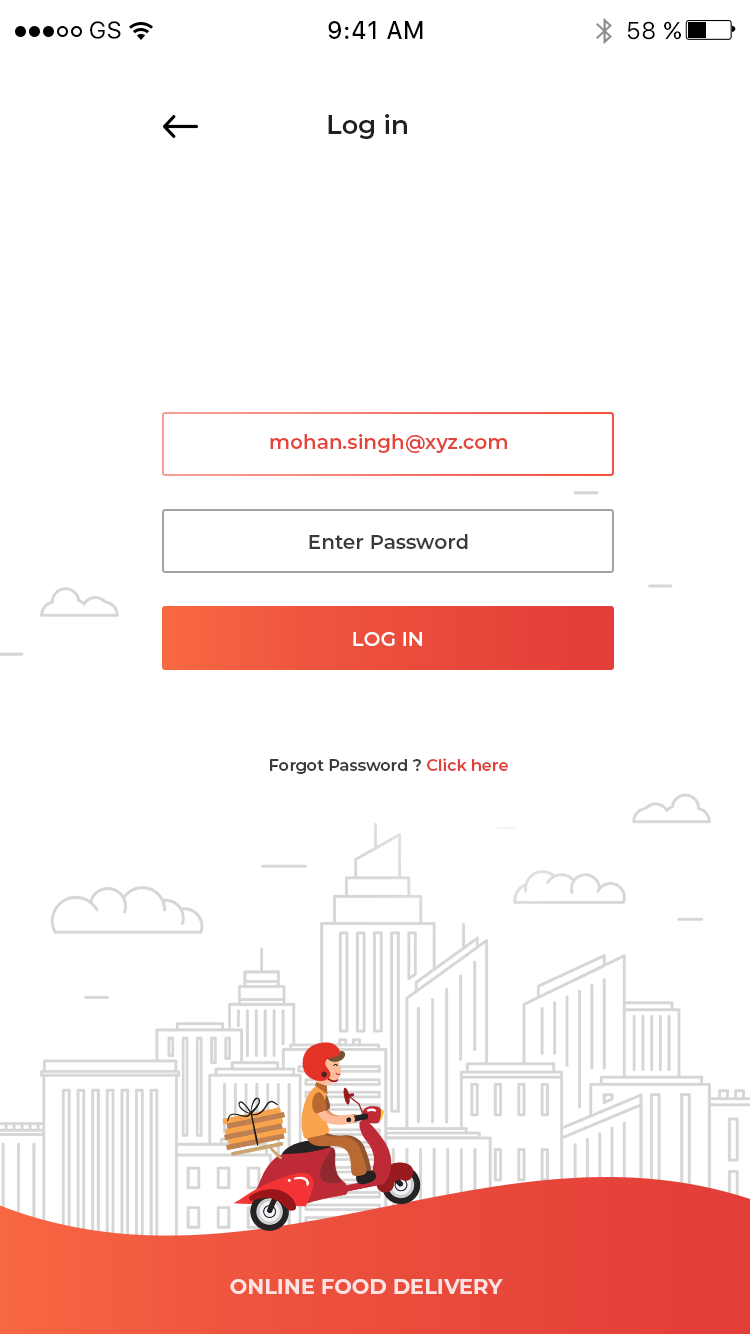 GS 9:41 AM 58 %
Log in
mohan.singh@xyz.com
Enter Password
LOG IN
Forgot Password ? Click here
ONLINE FOOD DELIVERY